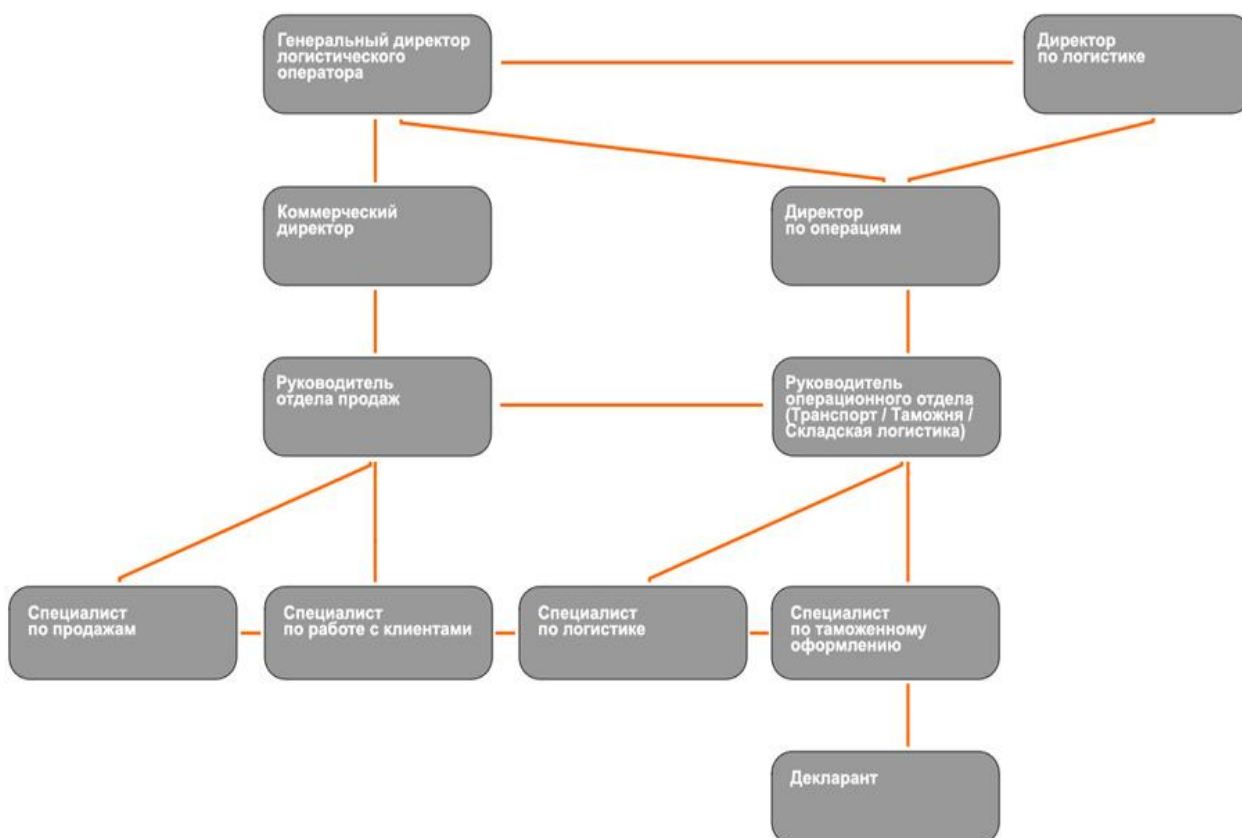 Генеральный директор
логистического
оператора
Директор
по логистике
Коммерческий
директор
Директор
по операциям
Руководитель
отдела продаж
Руководитель
операционного отдела
(Транспорт / Таможня /
Складская логистика)
Специалист
по продажам
Специалист
по работе с клиентами
Специалист
по логистике
Специалист
по таможенному
оформлению
Декларант